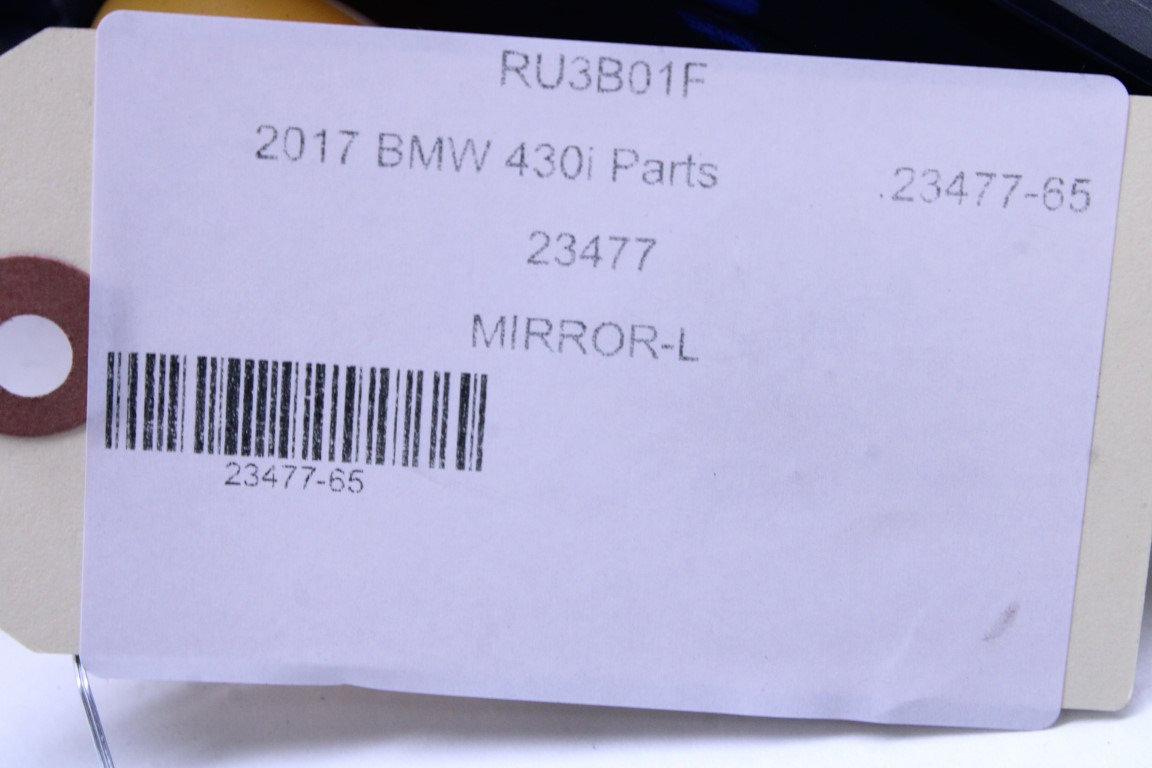 RU3B01F
2017 BMW 430i Parts
.23477-65
23477
MIRROR-L
23477-65